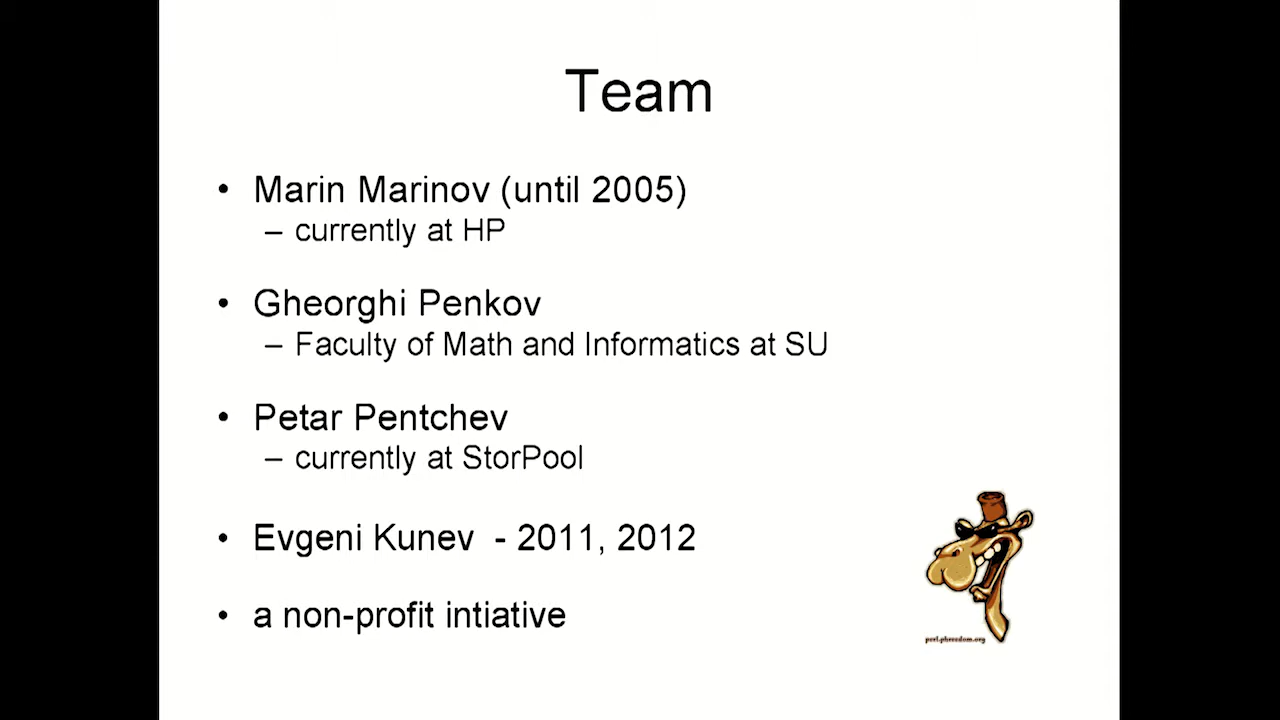 Team
• Marin Marinov (until 2005)
– currently at HP
• Gheorghi Penkov
– Faculty of Math and Informatics at SU
• Petar Pentchev
– currently at StorPool
• Evgeni Kunev - 2011, 2012
• a non-profit intiative
perl.phreedom.org